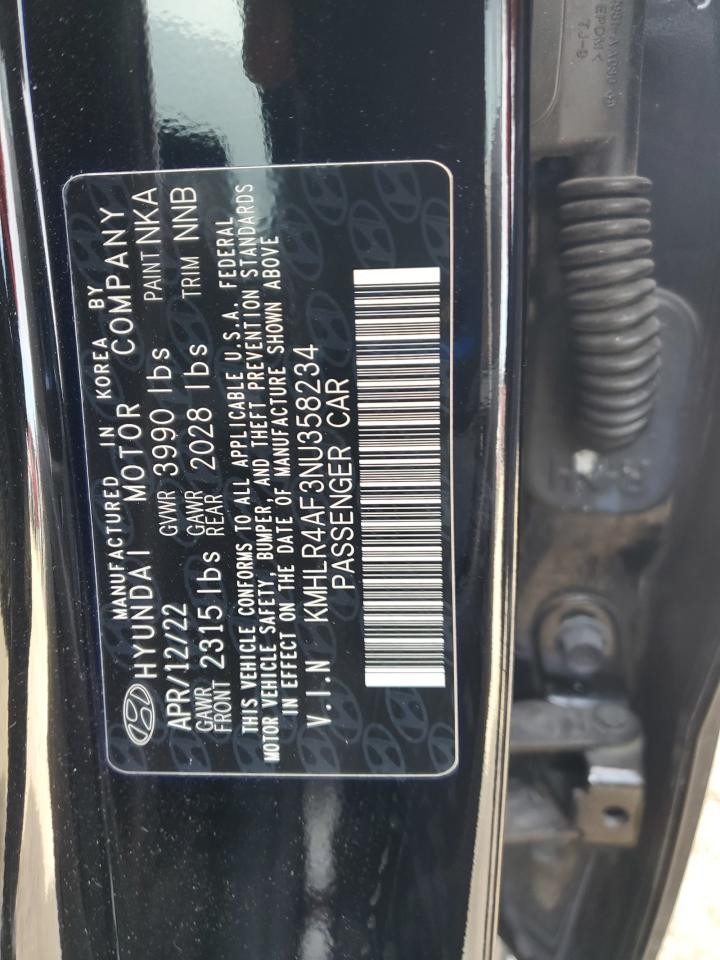 MANUFACTURED IN KOREA BY
HYUNDAI MOTOR COMPANY
APR/12/22 GVWR 3990 lbs PAINT NKA
GAWR FRONT 2315 lbs GAWR REAR 2028 lbs TRIM NNB
THIS VEHICLE CONFORMS TO ALL APPLICABLE U.S.A. FEDERAL
MOTOR VEHICLE SAFETY, BUMPER, AND THEFT PREVENTION STANDARDS
IN EFFECT ON THE DATE OF MANUFACTURE SHOWN ABOVE
V.I.N KMHLR4AF3NU358234
PASSENGER CAR
TJ-9